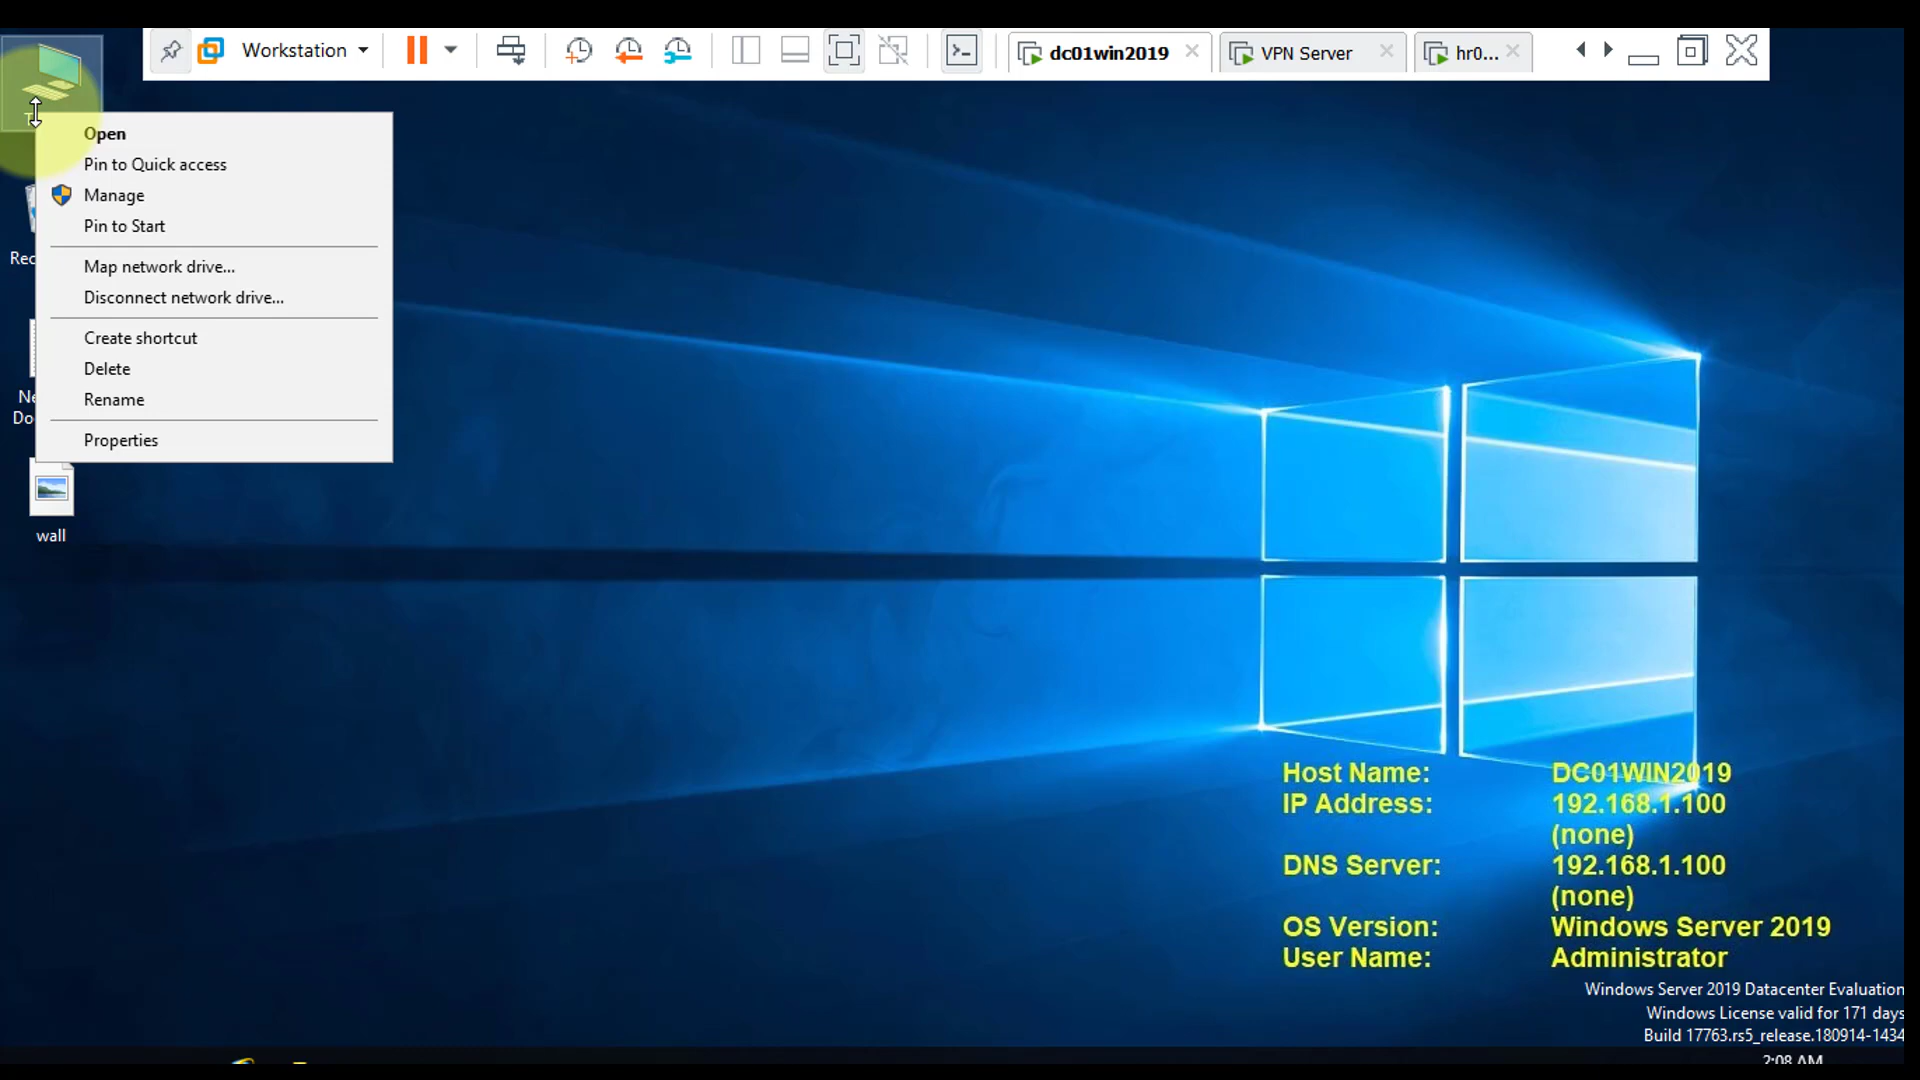 Workstation
dc01win2019
VPN Server
hr0...
Open
Pin to Quick access
Manage
Pin to Start
Map network drive...
Disconnect network drive...
Create shortcut
Delete
Rename
Properties
wall
Host Name: DC01WIN2019
IP Address: 192.168.1.100
(none)
DNS Server: 192.168.1.100
(none)
OS Version: Windows Server 2019
User Name: Administrator
Windows Server 2019 Datacenter Evaluation
Windows License valid for 171 days
Build 17763.rs5_release.180914-1434
2:08 AM